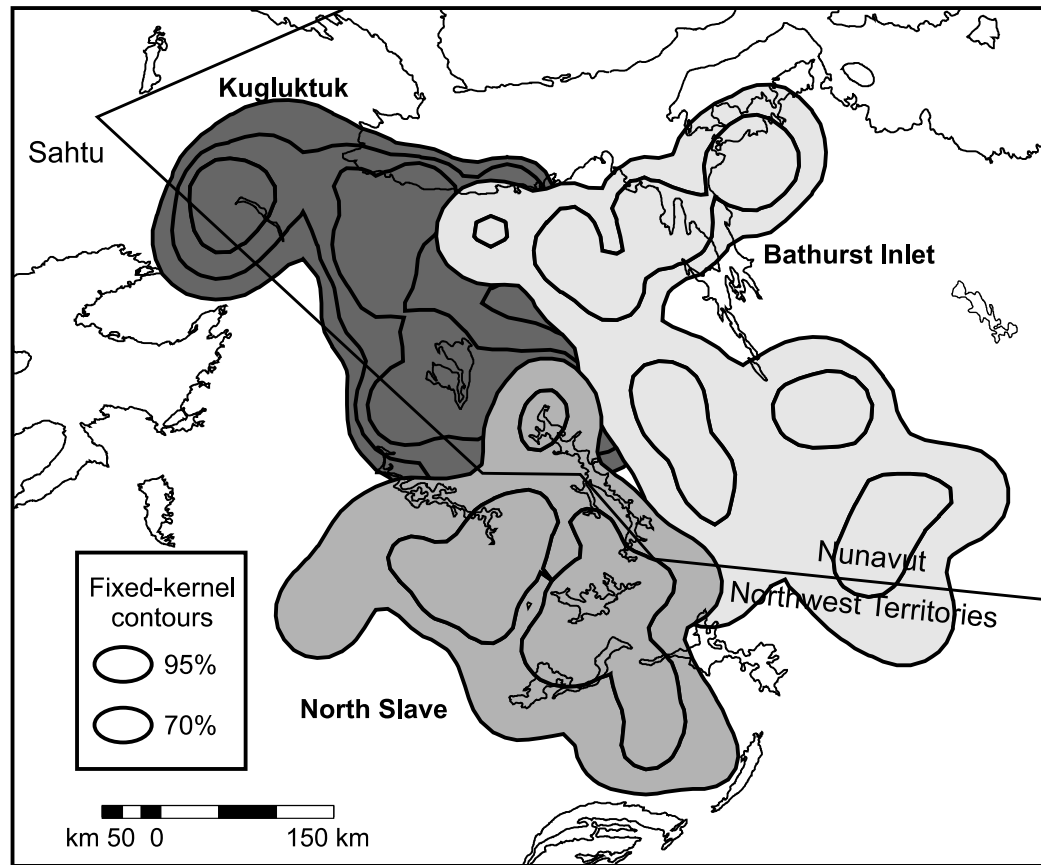 Kugluktuk
Sahtu
Bathurst Inlet
Nunavut
Northwest Territories
North Slave
Fixed-kernel
contours
95%
70%
km 50 0 150 km